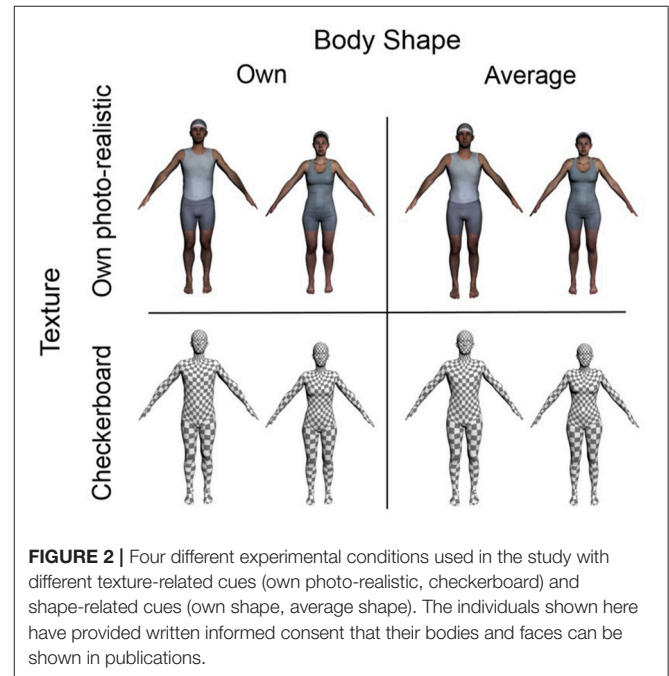 Body Shape
Own
Average
Texture
Own photo-realistic
Checkerboard
FIGURE 2 | Four different experimental conditions used in the study with
different texture-related cues (own photo-realistic, checkerboard) and
shape-related cues (own shape, average shape). The individuals shown here
have provided written informed consent that their bodies and faces can be
shown in publications.